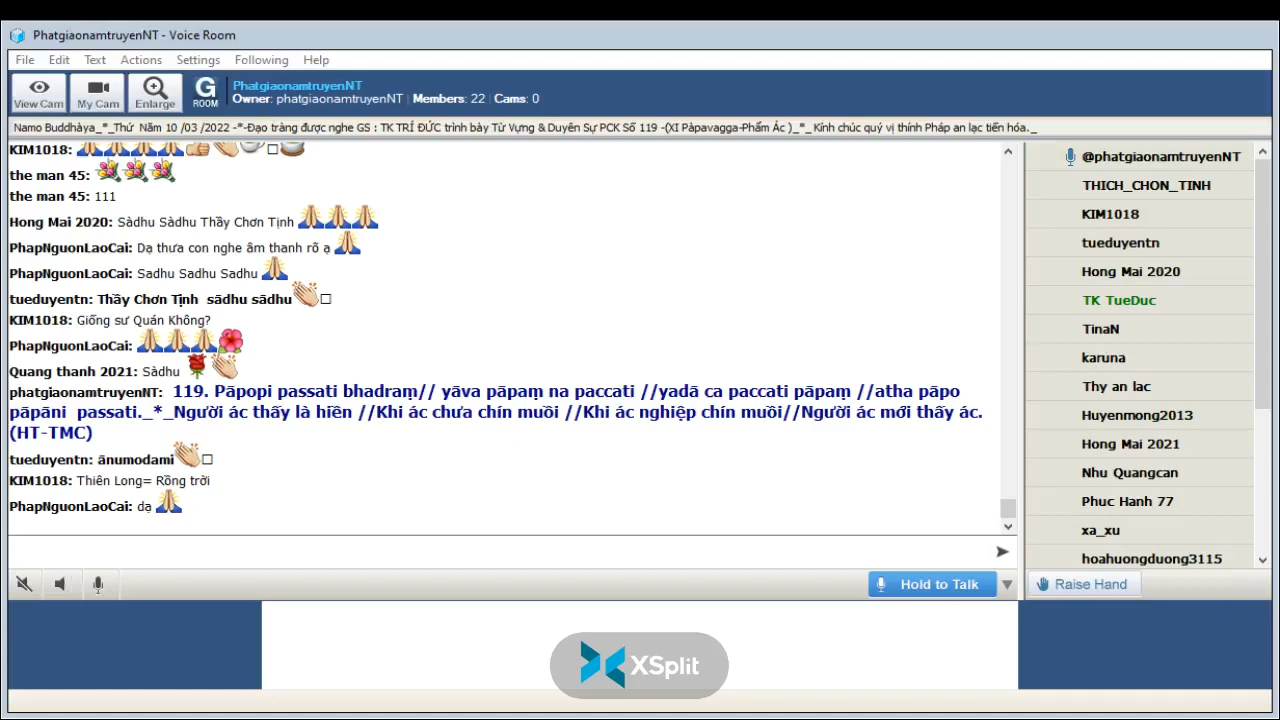 PhatgiaonamtruyenNT - Voice Room
File Edit Text Actions Settings Following Help
View Cam My Cam Enlarge G ROOM
PhatgiaonamtruyenNT
Owner: phatgiaonamtruyenNT | Members: 22 | Cams: 0
Namo Buddhàya_*_Thứ Năm 10 /03 /2022 -*-Đạo tràng được nghe GS : TK TRÍ ĐỨC trình bày Từ Vựng & Duyên Sự PCK Số 119 -(XI Pàpavagga-Phẩm Ác )_*_ Kính chúc quý vị thính Pháp an lạc tiến hóa._
KIM1018:
the man 45:
the man 45: 111
Hong Mai 2020: Sàdhu Sàdhu Thầy Chơn Tịnh
PhapNguonLaoCai: Dạ thưa con nghe âm thanh rõ ạ
PhapNguonLaoCai: Sadhu Sadhu Sadhu
tueduyentn: Thầy Chơn Tịnh sādhu sādhu
KIM1018: Giống sư Quán Không?
PhapNguonLaoCai:
Quang thanh 2021: Sàdhu
phatgiaonamtruyenNT: 119. Pāpopi passati bhadraṃ// yāva pāpaṃ na paccati //yadā ca paccati pāpaṃ //atha pāpo
pāpāni passati._*_Người ác thấy là hiền //Khi ác chưa chín muồi //Khi ác nghiệp chín muồi//Người ác mới thấy ác.
(HT-TMC)
tueduyentn: ānumodami
KIM1018: Thiên Long= Rồng trời
PhapNguonLaoCai: dạ
@phatgiaonamtruyenNT
THICH_CHON_TINH
KIM1018
tueduyentn
Hong Mai 2020
TK TueDuc
TinaN
karuna
Thy an lac
Huyenmong2013
Hong Mai 2021
Nhu Quangcan
Phuc Hanh 77
xa_xu
hoahuongduong3115
Hold to Talk
Raise Hand
XSplit